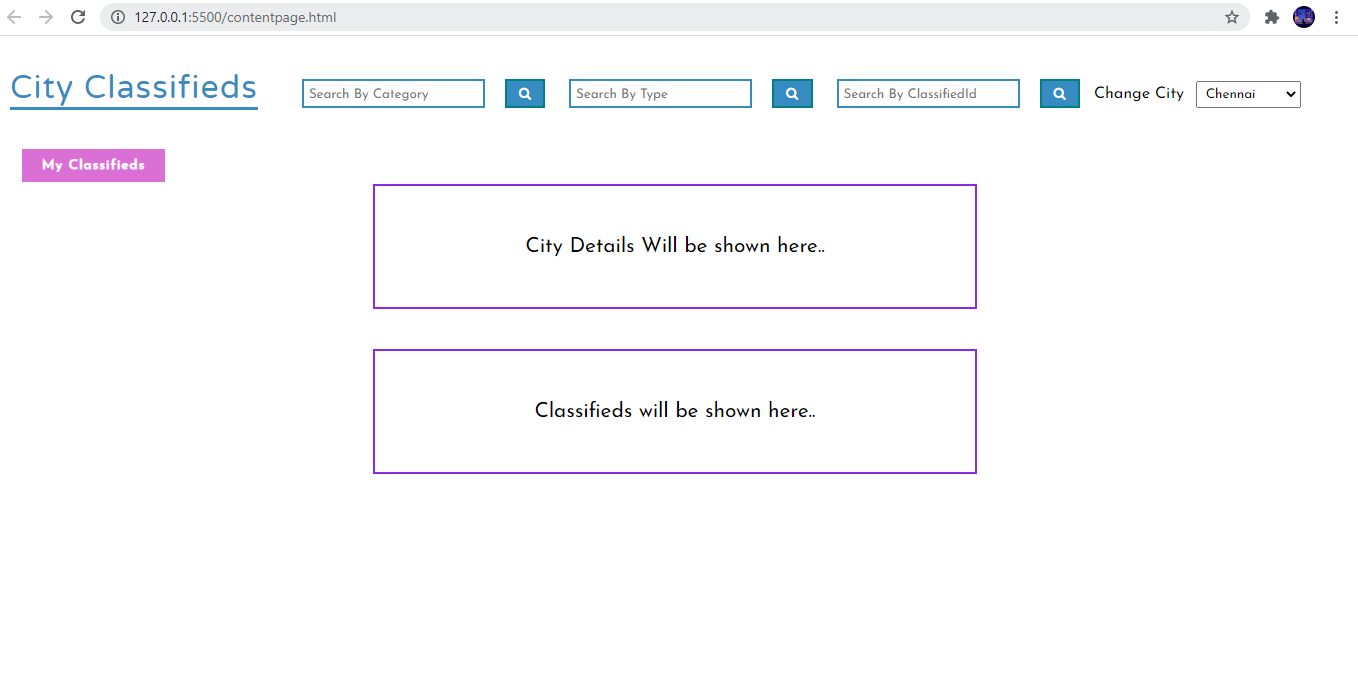 127.0.0.1:5500/contentpage.html
City Classifieds
Search By Category
Search By Type
Search By ClassifiedId
Change City
Chennai
My Classifieds
City Details Will be shown here..
Classifieds will be shown here..